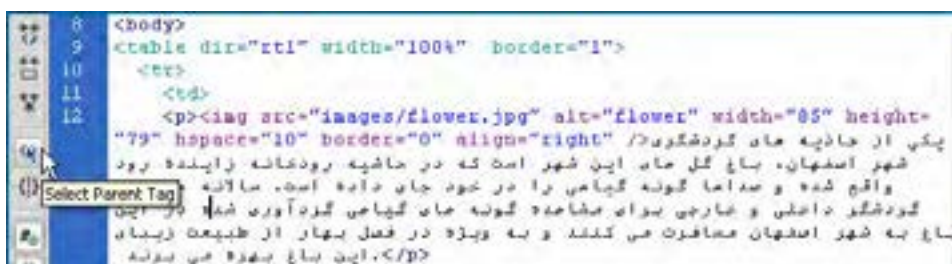 8 <body>
9 <table dir="rtl" width="100%" border="1">
10 <tr>
11 <td>
12 <p><img src="images/flower.jpg" alt="flower" width="85" height=
"79" hspace="10" border="0" align="right" />یکی از جاذبه های گردشگری
شهر اصفهان، باغ گل های این شهر است که در حاشیه رودخانه زاینده رود
واقع شده و صدها گونه گیاهی را در خود جای داده است. سالانه
گردشگر داخلی و خارجی برای مشاهده گونه های گیاهی گردآوری شده در این
باغ به شهر اصفهان مسافرت می کنند و به ویژه در فصل بهار از طبیعت زیبای
این باغ بهره می برند.</p>
Select Parent Tag